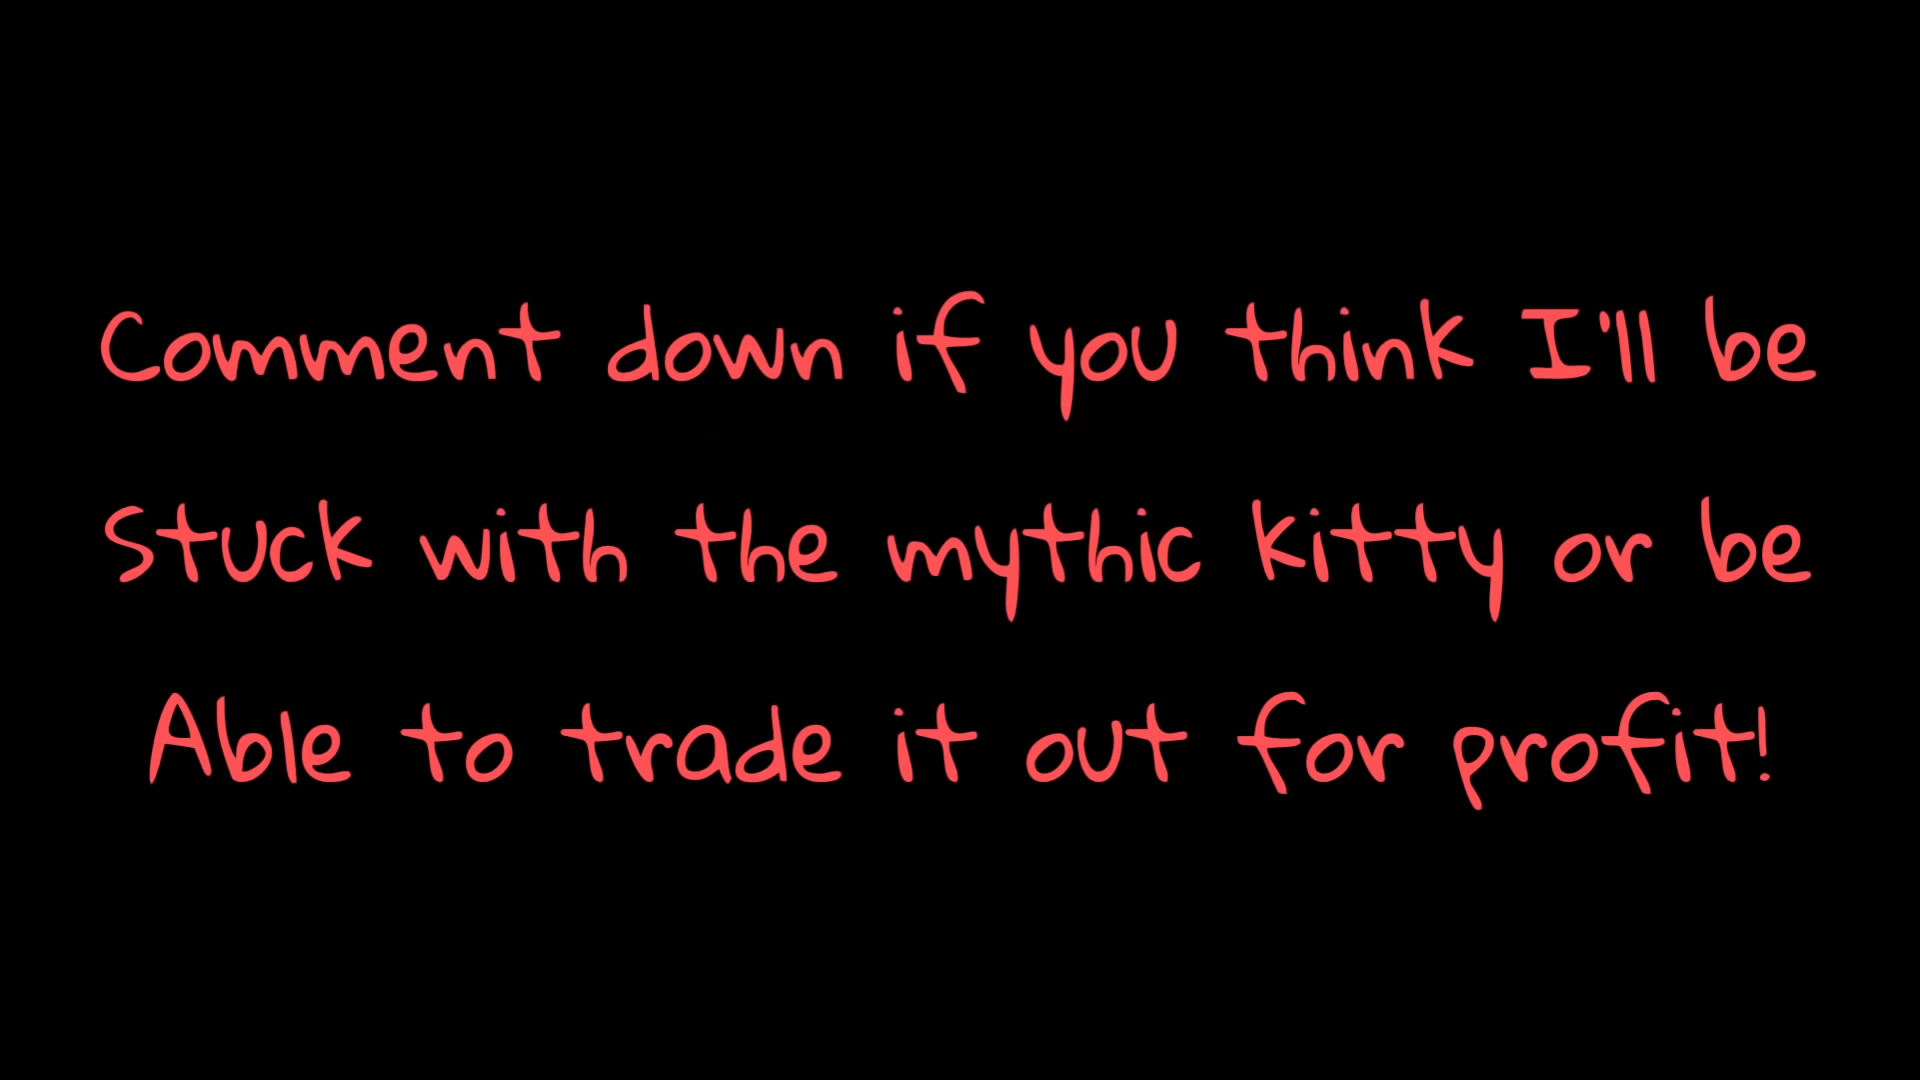 Comment down if you think I'll be
Stuck with the mythic kitty or be
Able to trade it out for profit!